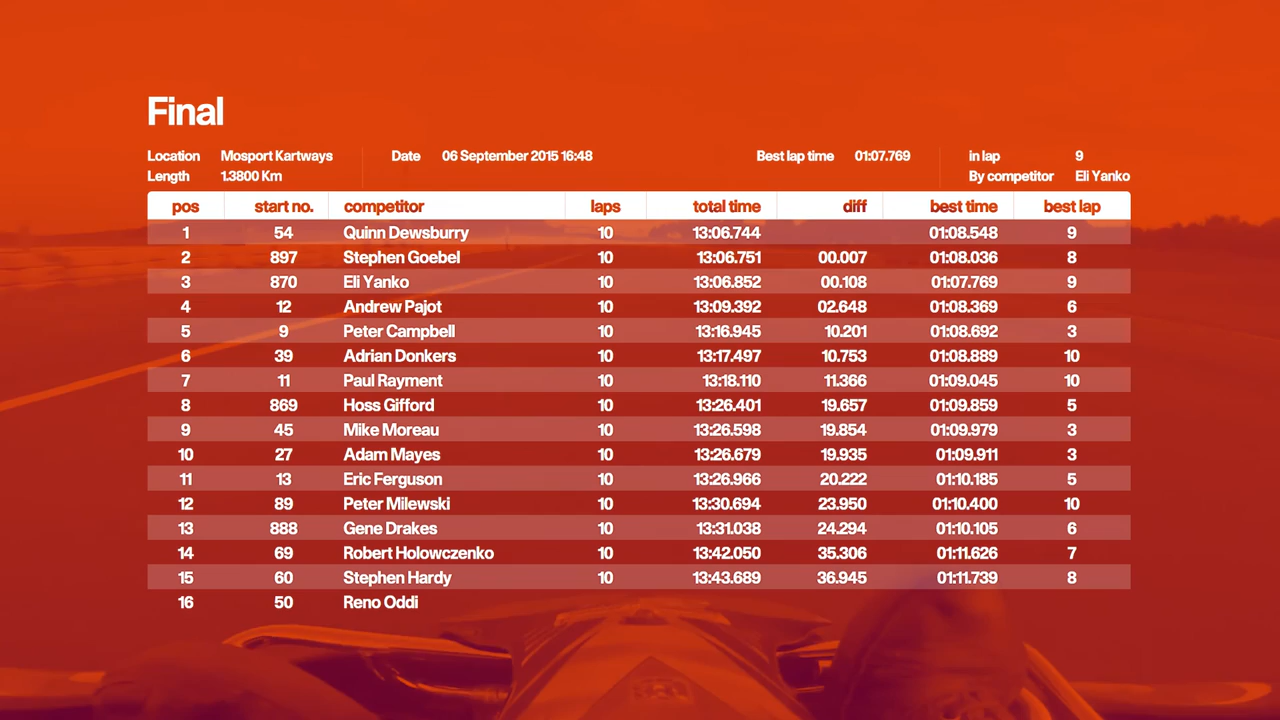 Final
Location Mosport Kartways Date 06 September 2015 16:48 Best lap time 01:07.769 in lap 9
Length 1.3800 Km By competitor Eli Yanko
pos start no. competitor laps total time diff best time best lap
1 54 Quinn Dewsburry 10 13:06.744 01:08.548 9
2 897 Stephen Goebel 10 13:06.751 00.007 01:08.036 8
3 870 Eli Yanko 10 13:06.852 00.108 01:07.769 9
4 12 Andrew Pajot 10 13:09.392 02.648 01:08.369 6
5 9 Peter Campbell 10 13:16.945 10.201 01:08.692 3
6 39 Adrian Donkers 10 13:17.497 10.753 01:08.889 10
7 11 Paul Rayment 10 13:18.110 11.366 01:09.045 10
8 869 Hoss Gifford 10 13:26.401 19.657 01:09.859 5
9 45 Mike Moreau 10 13:26.598 19.854 01:09.979 3
10 27 Adam Mayes 10 13:26.679 19.935 01:09.911 3
11 13 Eric Ferguson 10 13:26.966 20.222 01:10.185 5
12 89 Peter Milewski 10 13:30.694 23.950 01:10.400 10
13 888 Gene Drakes 10 13:31.038 24.294 01:10.105 6
14 69 Robert Holowczenko 10 13:42.050 35.306 01:11.626 7
15 60 Stephen Hardy 10 13:43.689 36.945 01:11.739 8
16 50 Reno Oddi